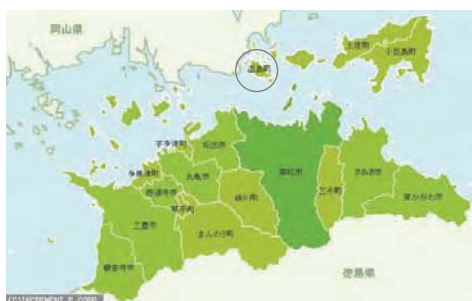 岡山県
土庄町
小豆島町
直島町
宇多津町
坂出市
多度津町
丸亀市
高松市
さぬき市
善通寺市
綾川町
三木町
東かがわ市
琴平町
三豊市
まんのう町
観音寺市
徳島県
(C)INCREMENT P CORP.